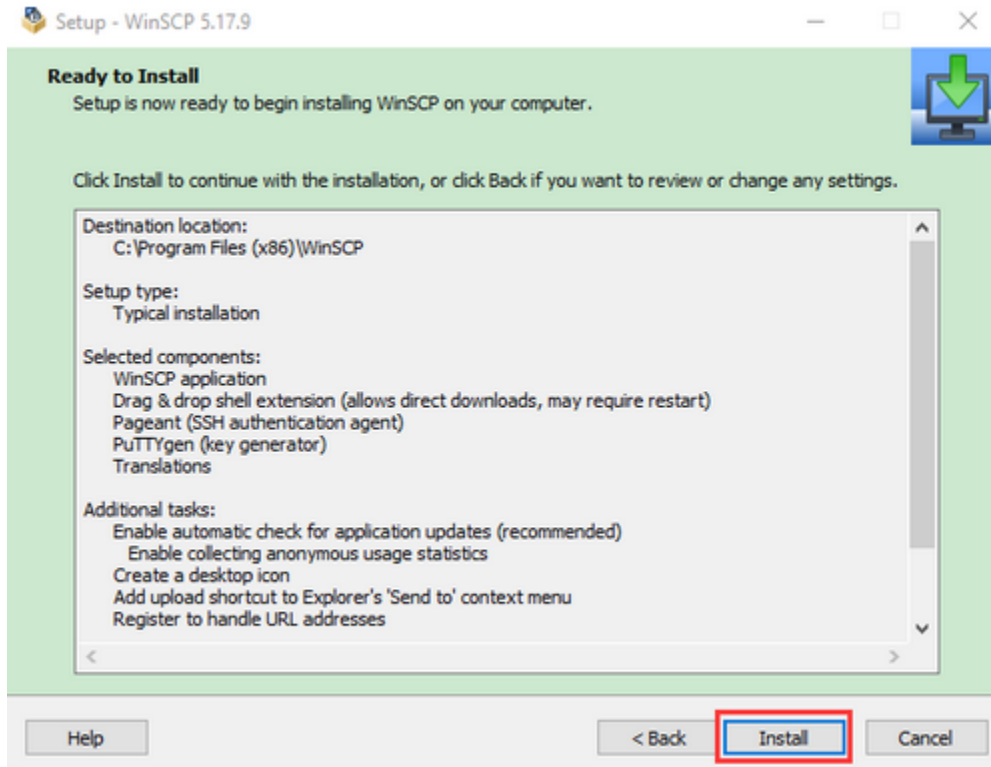 Setup - WinSCP 5.17.9
Ready to Install
Setup is now ready to begin installing WinSCP on your computer.
Click Install to continue with the installation, or click Back if you want to review or change any settings.
Destination location:
C:\Program Files (x86)\WinSCP
Setup type:
Typical installation
Selected components:
WinSCP application
Drag & drop shell extension (allows direct downloads, may require restart)
Pageant (SSH authentication agent)
PuTTYgen (key generator)
Translations
Additional tasks:
Enable automatic check for application updates (recommended)
Enable collecting anonymous usage statistics
Create a desktop icon
Add upload shortcut to Explorer's 'Send to' context menu
Register to handle URL addresses
Help
< Back
Install
Cancel